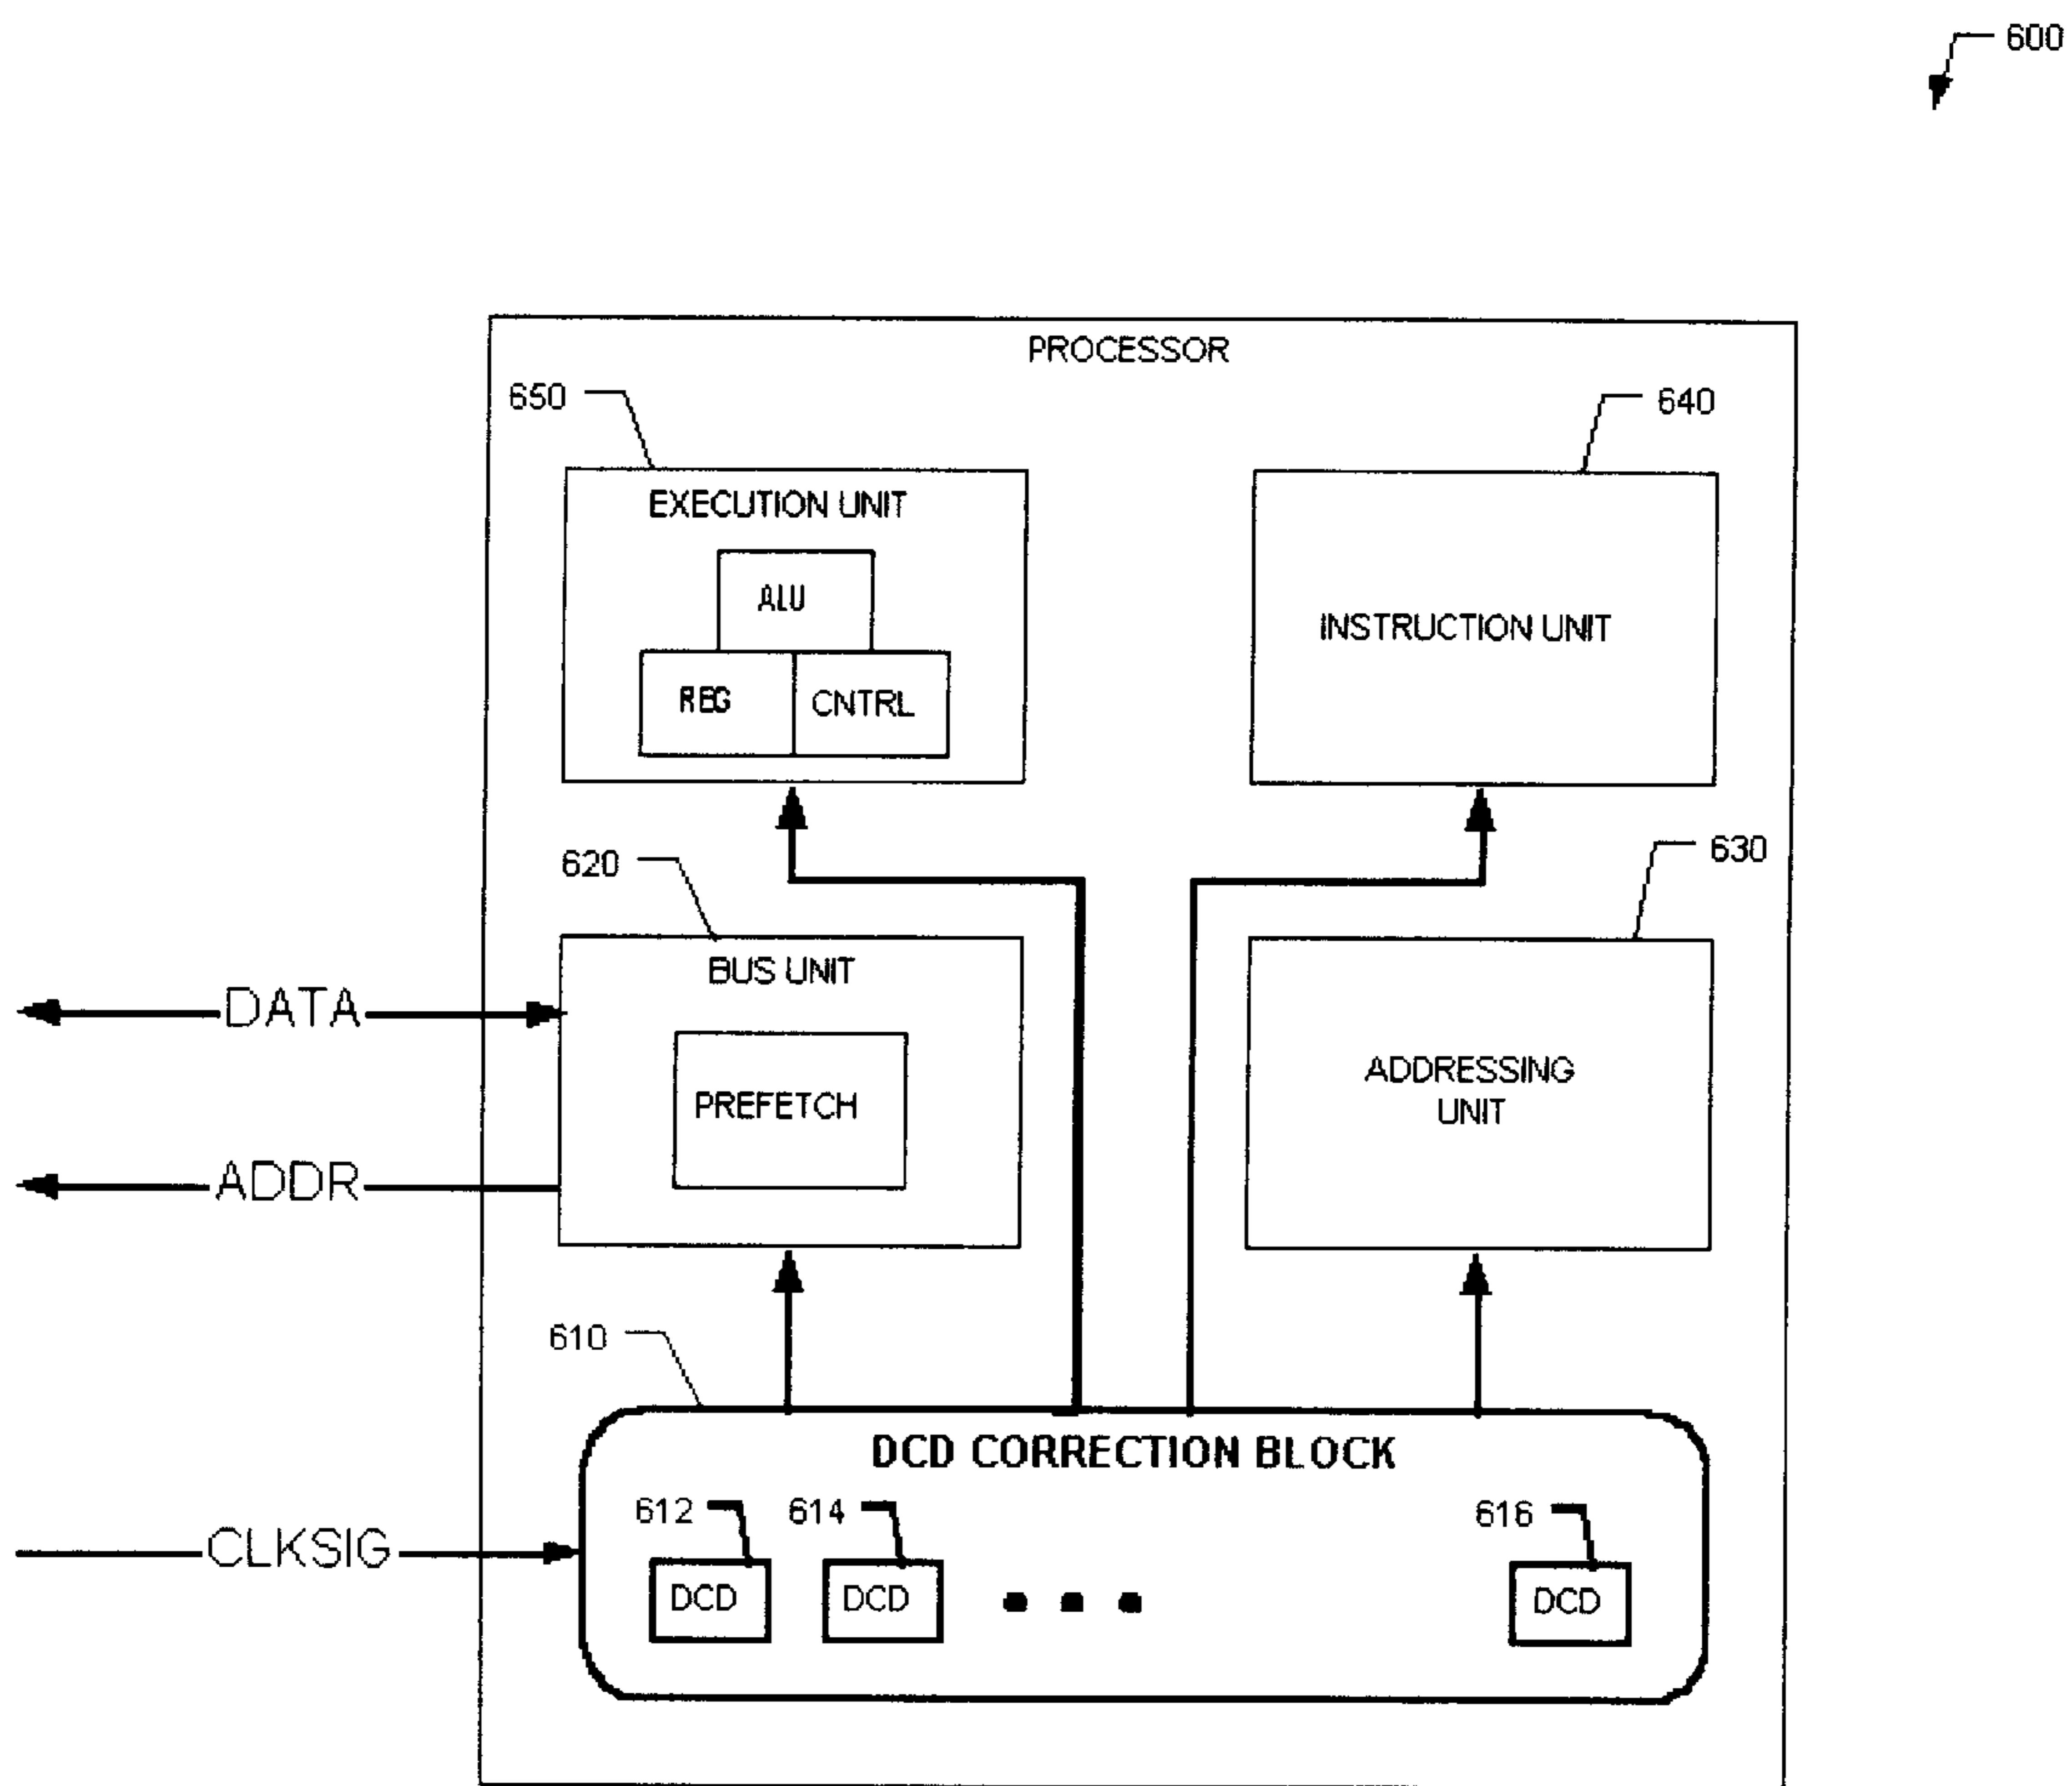 600
PROCESSOR
650
640
EXECUTION UNIT
ALU
REG
CNTRL
INSTRUCTION UNIT
620
630
BUS UNIT
DATA
PREFETCH
ADDRESSING
UNIT
ADDR
610
DCD CORRECTION BLOCK
612
614
616
CLKSIG
DCD
DCD
DCD